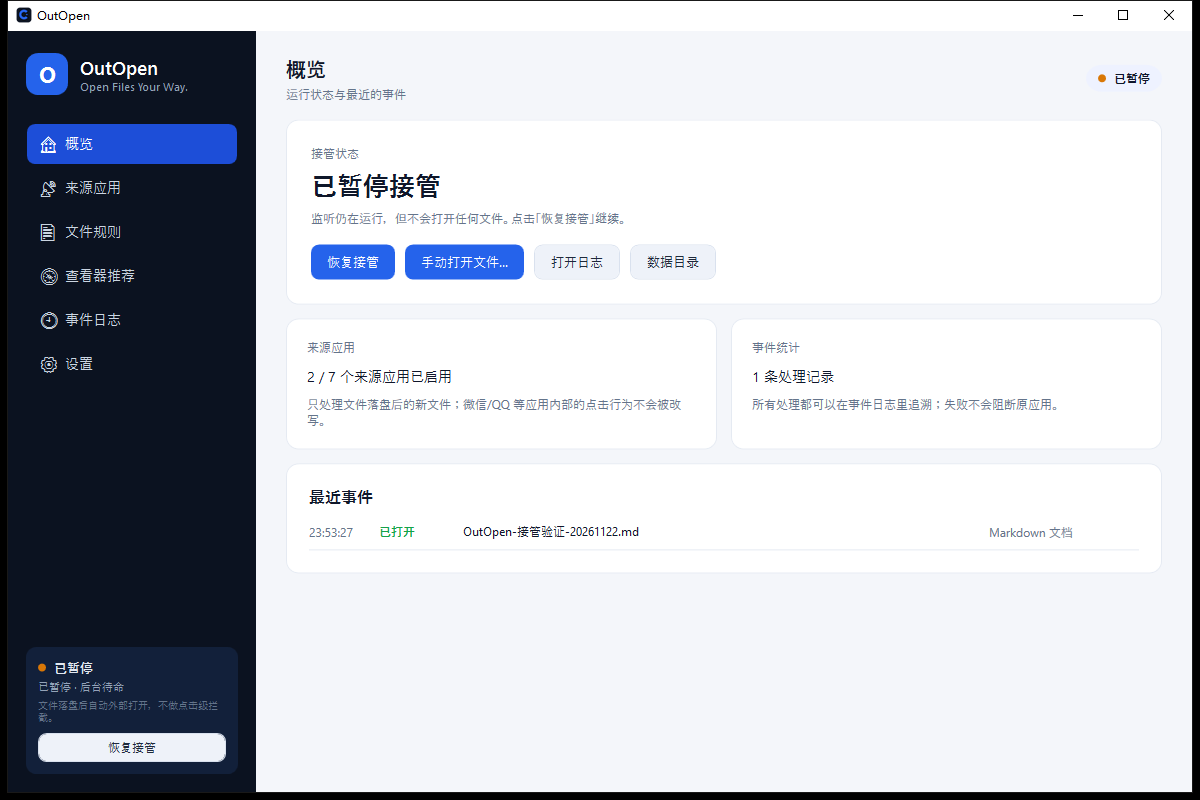 OutOpen
O
OutOpen
Open Files Your Way.
概览
来源应用
文件规则
查看器推荐
事件日志
设置
已暂停
已暂停 · 后台待命
文件落盘后自动外部打开，不做点击级拦
截。
恢复接管
概览
运行状态与最近的事件
已暂停
接管状态
已暂停接管
监听仍在运行，但不会打开任何文件。点击「恢复接管」继续。
恢复接管
手动打开文件...
打开日志
数据目录
来源应用
2 / 7 个来源应用已启用
只处理文件落盘后的新文件；微信/QQ 等应用内部的点击行为不会被改
写。
事件统计
1 条处理记录
所有处理都可以在事件日志里追溯；失败不会阻断原应用。
最近事件
23:53:27 已打开 OutOpen-接管验证-20261122.md Markdown 文档